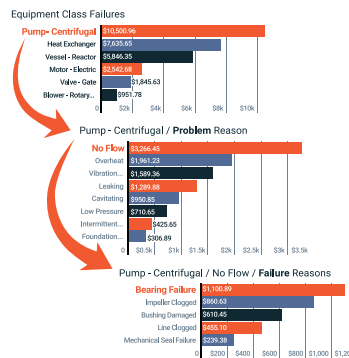 Equipment Class Failures
Pump- Centrifugal $10,500.96
Heat Exchanger $7,635.65
Vessel - Reactor $5,846.35
Motor - Electric $2,542.68
Valve - Gate $1,845.63
Blower - Rotary... $951.78
0 $2k $4k $6k $8k $10k
Pump - Centrifugal / Problem Reason
No Flow $3,266.45
Overheat $1,961.23
Vibration... $1,589.36
Leaking $1,289.88
Cavitating $950.85
Low Pressure $710.65
Intermittent... $425.65
Foundation... $306.89
0 $0.5k $1k $1.5k $2k $2.5k $3k $3.5k
Pump - Centrifugal / No Flow / Failure Reasons
Bearing Failure $1,100.89
Impeller Clogged $860.63
Bushing Damaged $610.45
Line Clogged $455.10
Mechanical Seal Failure $239.38
0 $200 $400 $600 $800 $1,000 $1,20